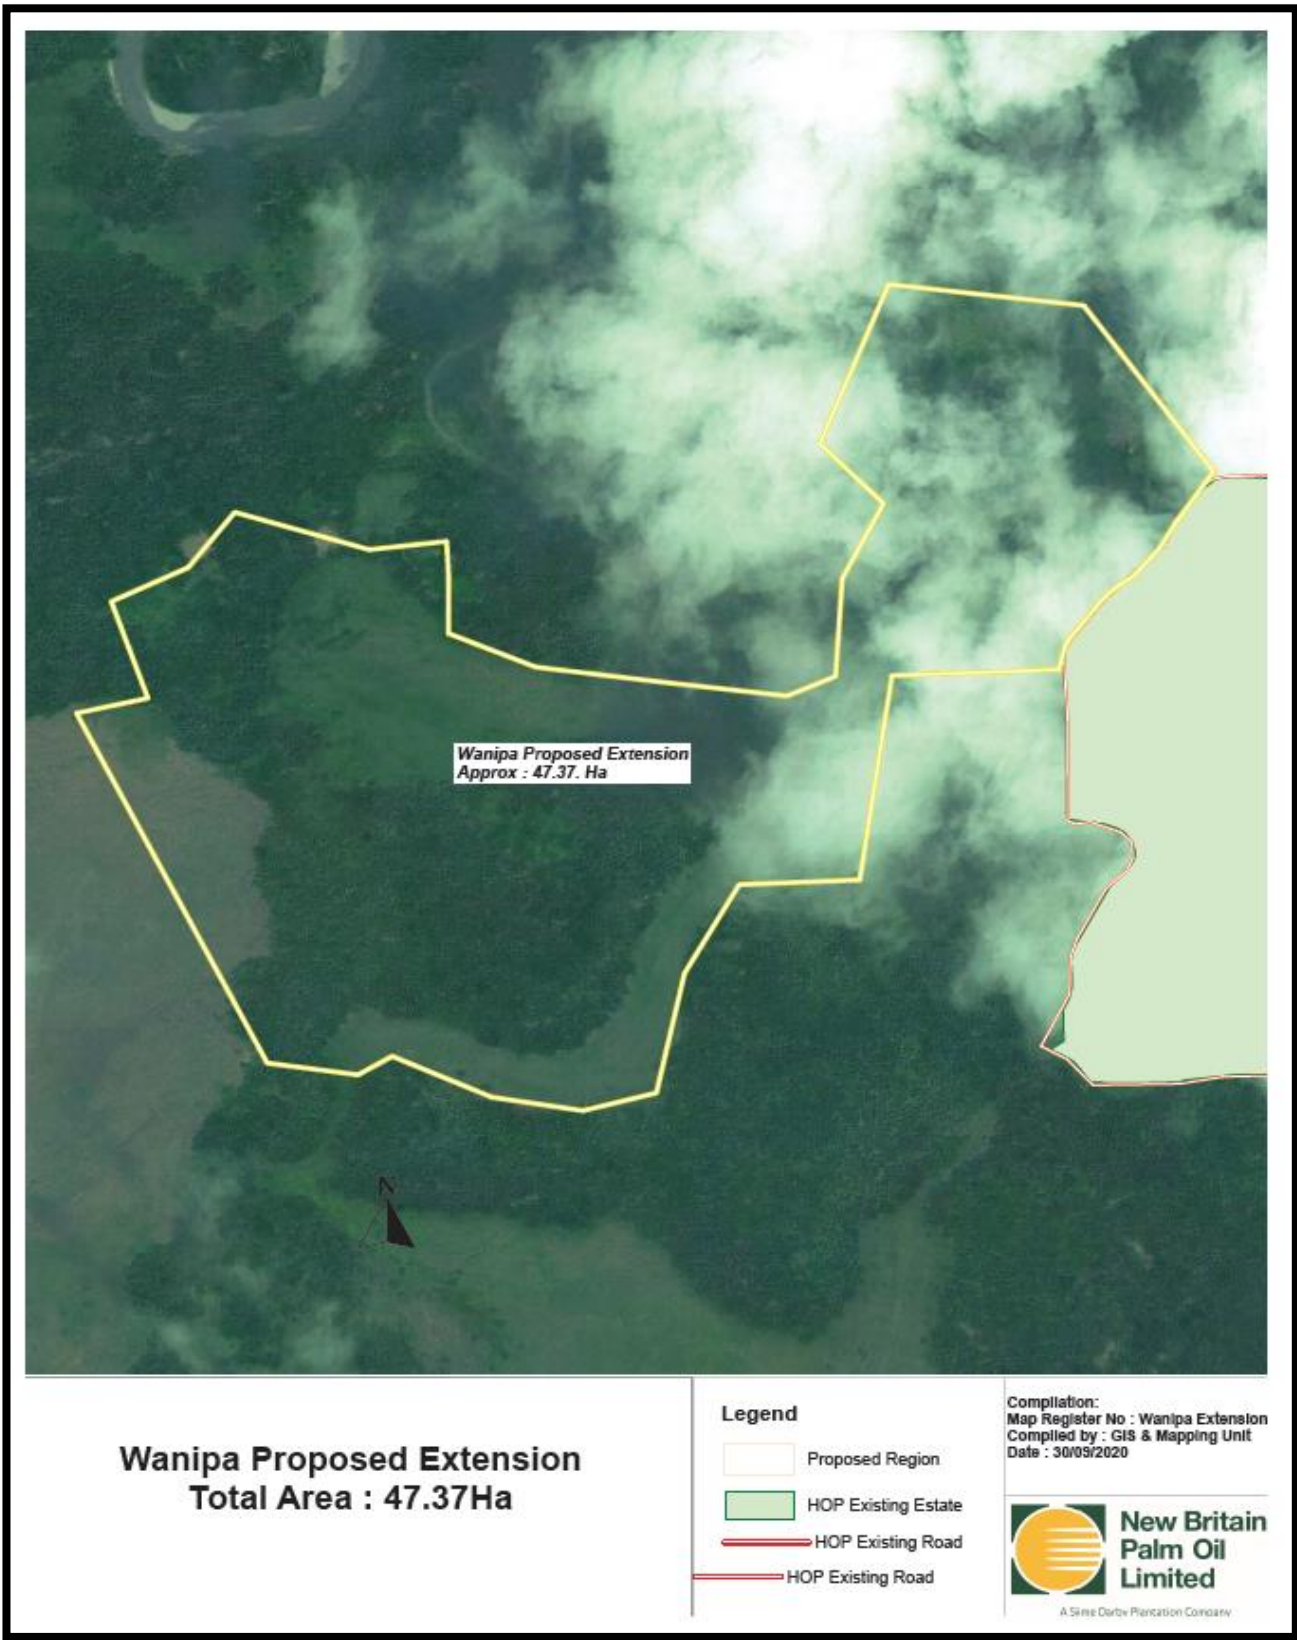 Wanipa Proposed Extension
Approx : 47.37. Ha
N
Wanipa Proposed Extension
Total Area : 47.37Ha
Legend
Proposed Region
HOP Existing Estate
HOP Existing Road
HOP Existing Road
Compilation:
Map Register No : Wanipa Extension
Compiled by : GIS & Mapping Unit
Date : 30/09/2020
New Britain
Palm Oil
Limited
A Sime Darby Plantation Company